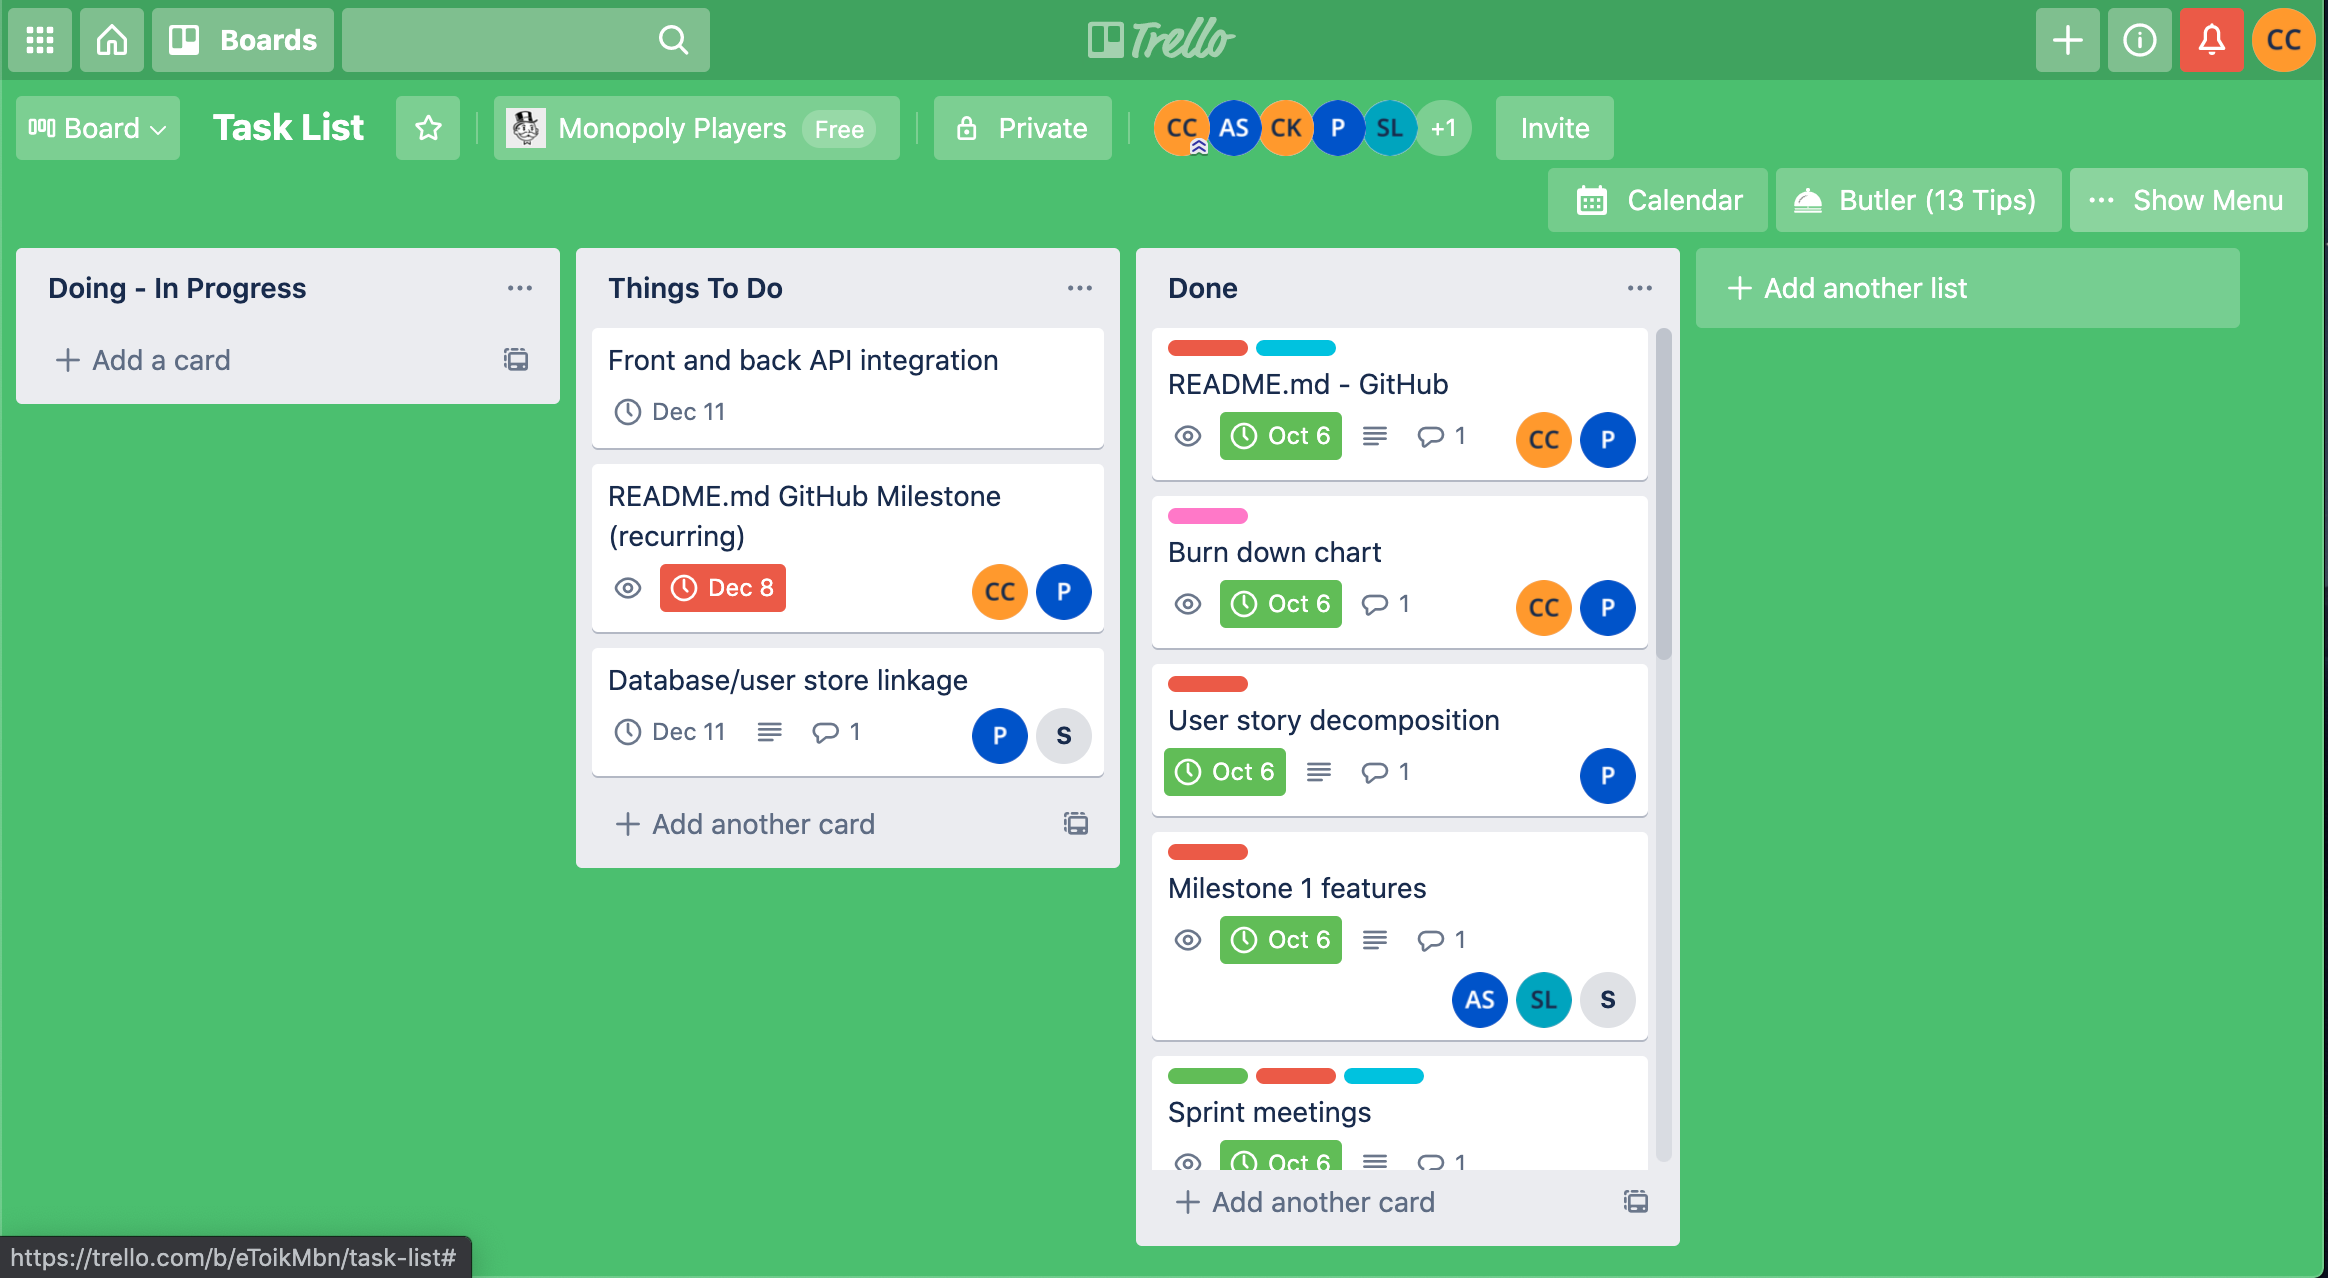 Boards
Trello
CC
Board
Task List
Monopoly Players
Free
Private
CC
AS
CK
P
SL
+1
Invite
Calendar
Butler (13 Tips)
Show Menu
Doing - In Progress
Add a card
Things To Do
Front and back API integration
Dec 11
README.md GitHub Milestone
(recurring)
Dec 8
CC
P
Database/user store linkage
Dec 11
1
P
S
Add another card
Done
README.md - GitHub
Oct 6
1
CC
P
Burn down chart
Oct 6
1
CC
P
User story decomposition
Oct 6
1
P
Milestone 1 features
Oct 6
1
AS
SL
S
Sprint meetings
Oct 6
1
Add another card
Add another list
https://trello.com/b/eToikMbn/task-list#